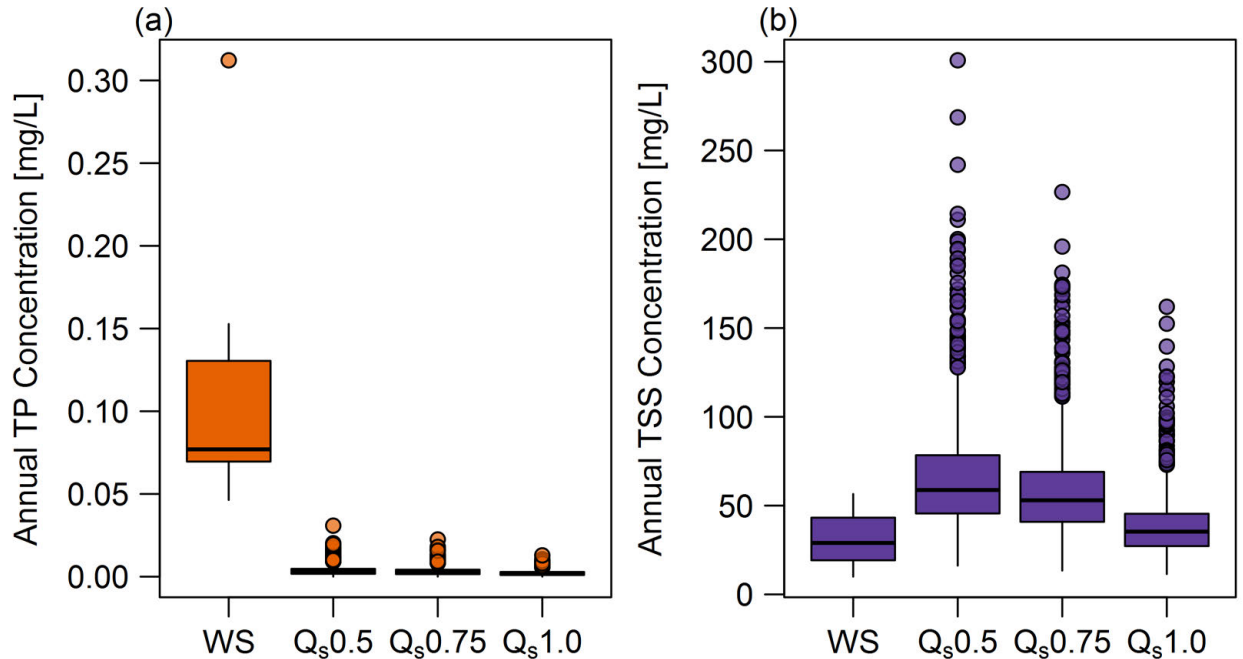 (a)
Annual TP Concentration [mg/L]
0.30
0.25
0.20
0.15
0.10
0.05
0.00
WS Qs0.5 Qs0.75 Qs1.0
(b)
Annual TSS Concentration [mg/L]
300
250
200
150
100
50
0
WS Qs0.5 Qs0.75 Qs1.0